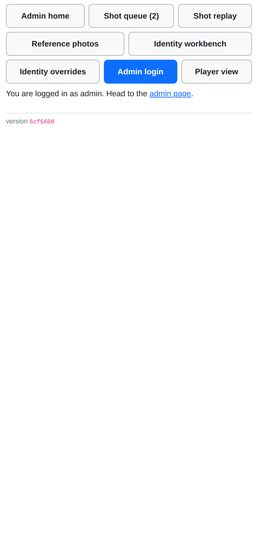 Admin home Shot queue (2) Shot replay
Reference photos Identity workbench
Identity overrides Admin login Player view
You are logged in as admin. Head to the admin page.
version 6cf5608